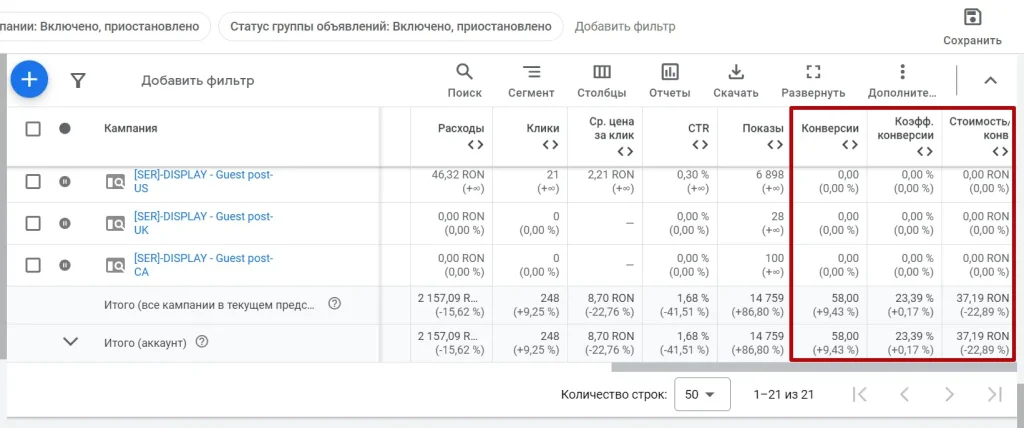 пании: Включено, приостановлено
Статус группы объявлений: Включено, приостановлено
Добавить фильтр
Сохранить
Добавить фильтр
Поиск
Сегмент
Столбцы
Отчеты
Скачать
Развернуть
Дополните...
Кампания
Расходы
Клики
Ср. цена
за клик
CTR
Показы
Конверсии
Коэфф.
конверсии
Стоимость/
конв
[SER]-DISPLAY - Guest post-
US
46,32 RON
(+∞)
21
(+∞)
2,21 RON
(+∞)
0,30 %
(+∞)
6 898
(+∞)
0,00
(0,00 %)
0,00 %
(0,00 %)
0,00 RON
(0,00 %)
[SER]-DISPLAY - Guest post-
UK
0,00 RON
(0,00 %)
0
(0,00 %)
—
0,00 %
(0,00 %)
28
(+∞)
0,00
(0,00 %)
0,00 %
(0,00 %)
0,00 RON
(0,00 %)
[SER]-DISPLAY - Guest post-
CA
0,00 RON
(0,00 %)
0
(0,00 %)
—
0,00 %
(0,00 %)
100
(+∞)
0,00
(0,00 %)
0,00 %
(0,00 %)
0,00 RON
(0,00 %)
Итого (все кампании в текущем предс...
2 157,09 R...
(-15,62 %)
248
(+9,25 %)
8,70 RON
(-22,76 %)
1,68 %
(-41,51 %)
14 759
(+86,80 %)
58,00
(+9,43 %)
23,39 %
(+0,17 %)
37,19 RON
(-22,89 %)
Итого (аккаунт)
2 157,09 R...
(-15,62 %)
248
(+9,25 %)
8,70 RON
(-22,76 %)
1,68 %
(-41,51 %)
14 759
(+86,80 %)
58,00
(+9,43 %)
23,39 %
(+0,17 %)
37,19 RON
(-22,89 %)
Количество строк:
50
1–21 из 21